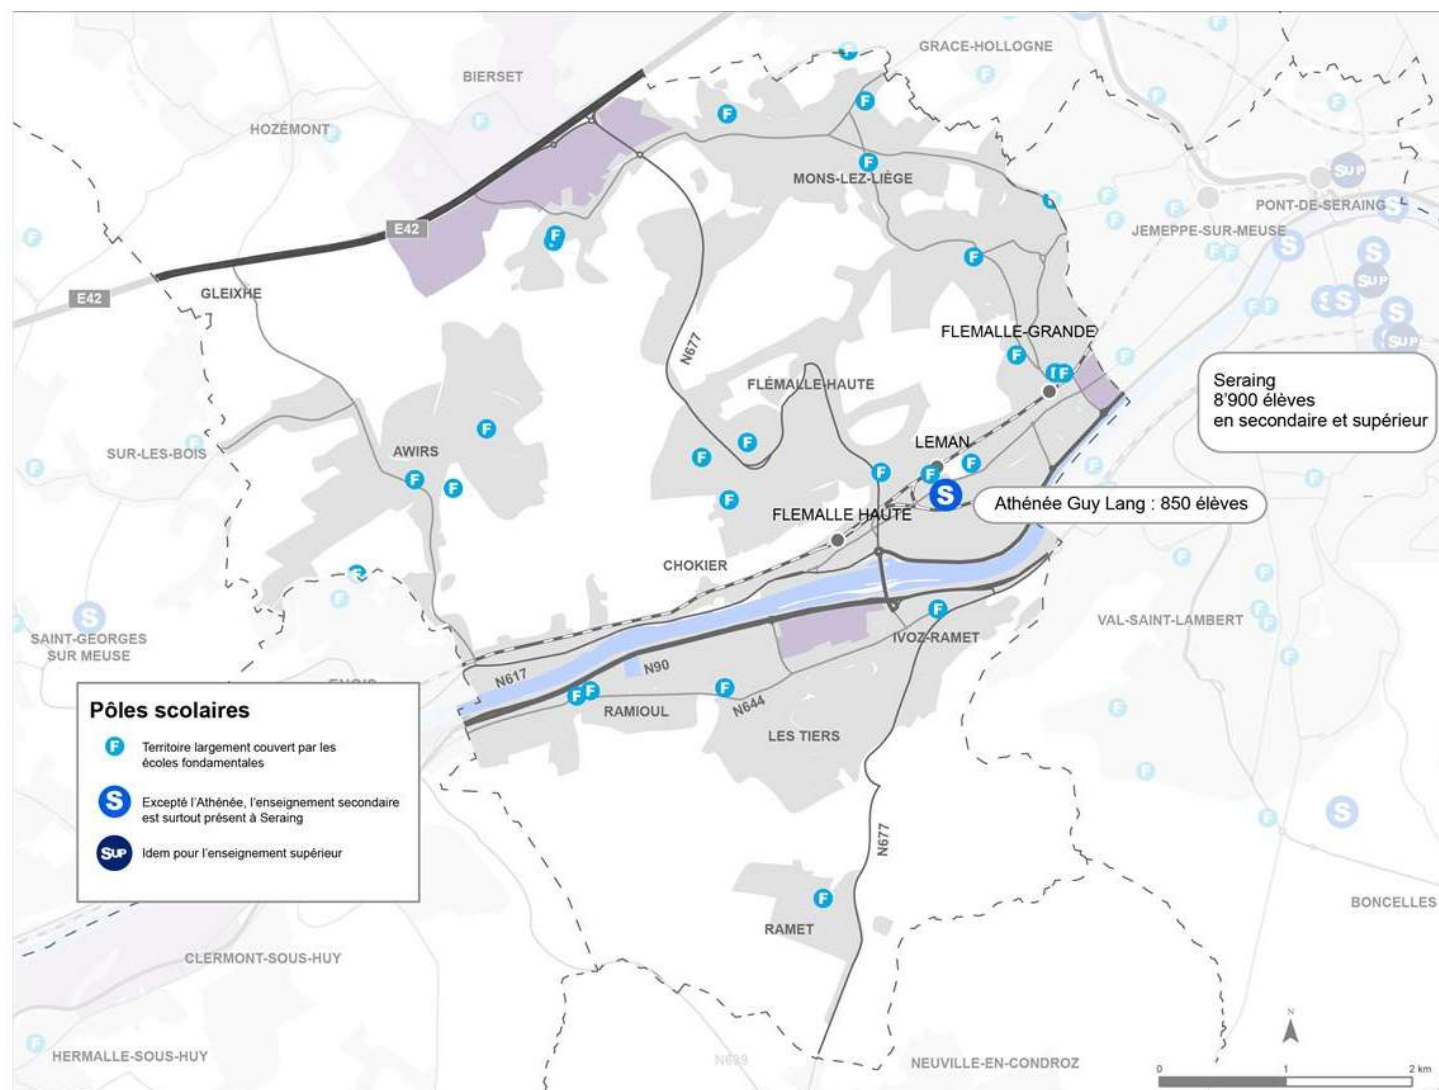 GRACE-HOLLOGNE
BIERSET
HOZÉMONT
MONS-LEZ-LIÈGE
SUP
PONT-DE-SERAING
JEMEPPE-SUR-MEUSE
E42
E42
GLEIXHE
N677
FLEMALLE-GRANDE
FLÉMALLE-HAUTE
Seraing
8'900 élèves
en secondaire et supérieur
SUR-LES-BOIS
AWIRS
LEMAN
Athénée Guy Lang : 850 élèves
FLEMALLE HAUTE
CHOKIER
VAL-SAINT-LAMBERT
SAINT-GEORGES
SUR MEUSE
IVOZ-RAMET
N617
N90
N644
RAMIOUL
LES TIERS
Pôles scolaires
F Territoire largement couvert par les
écoles fondamentales
S Excepté l'Athénée, l'enseignement secondaire
est surtout présent à Seraing
SUP Idem pour l'enseignement supérieur
N677
RAMET
BONCELLES
CLERMONT-SOUS-HUY
HERMALLE-SOUS-HUY
NEUVILLE-EN-CONDROZ
N
0 1 2 km